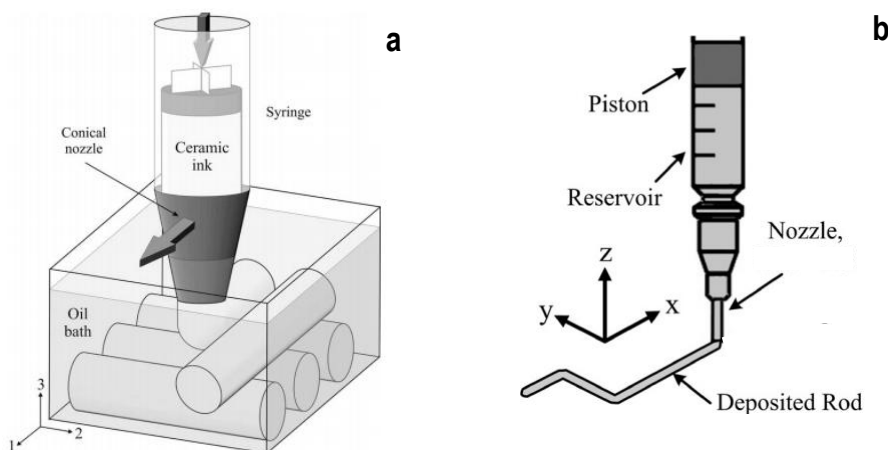 a
Syringe
Conical
nozzle
Ceramic
ink
Oil
bath
3
1
2
b
Piston
Reservoir
Nozzle,
z
y
x
Deposited Rod